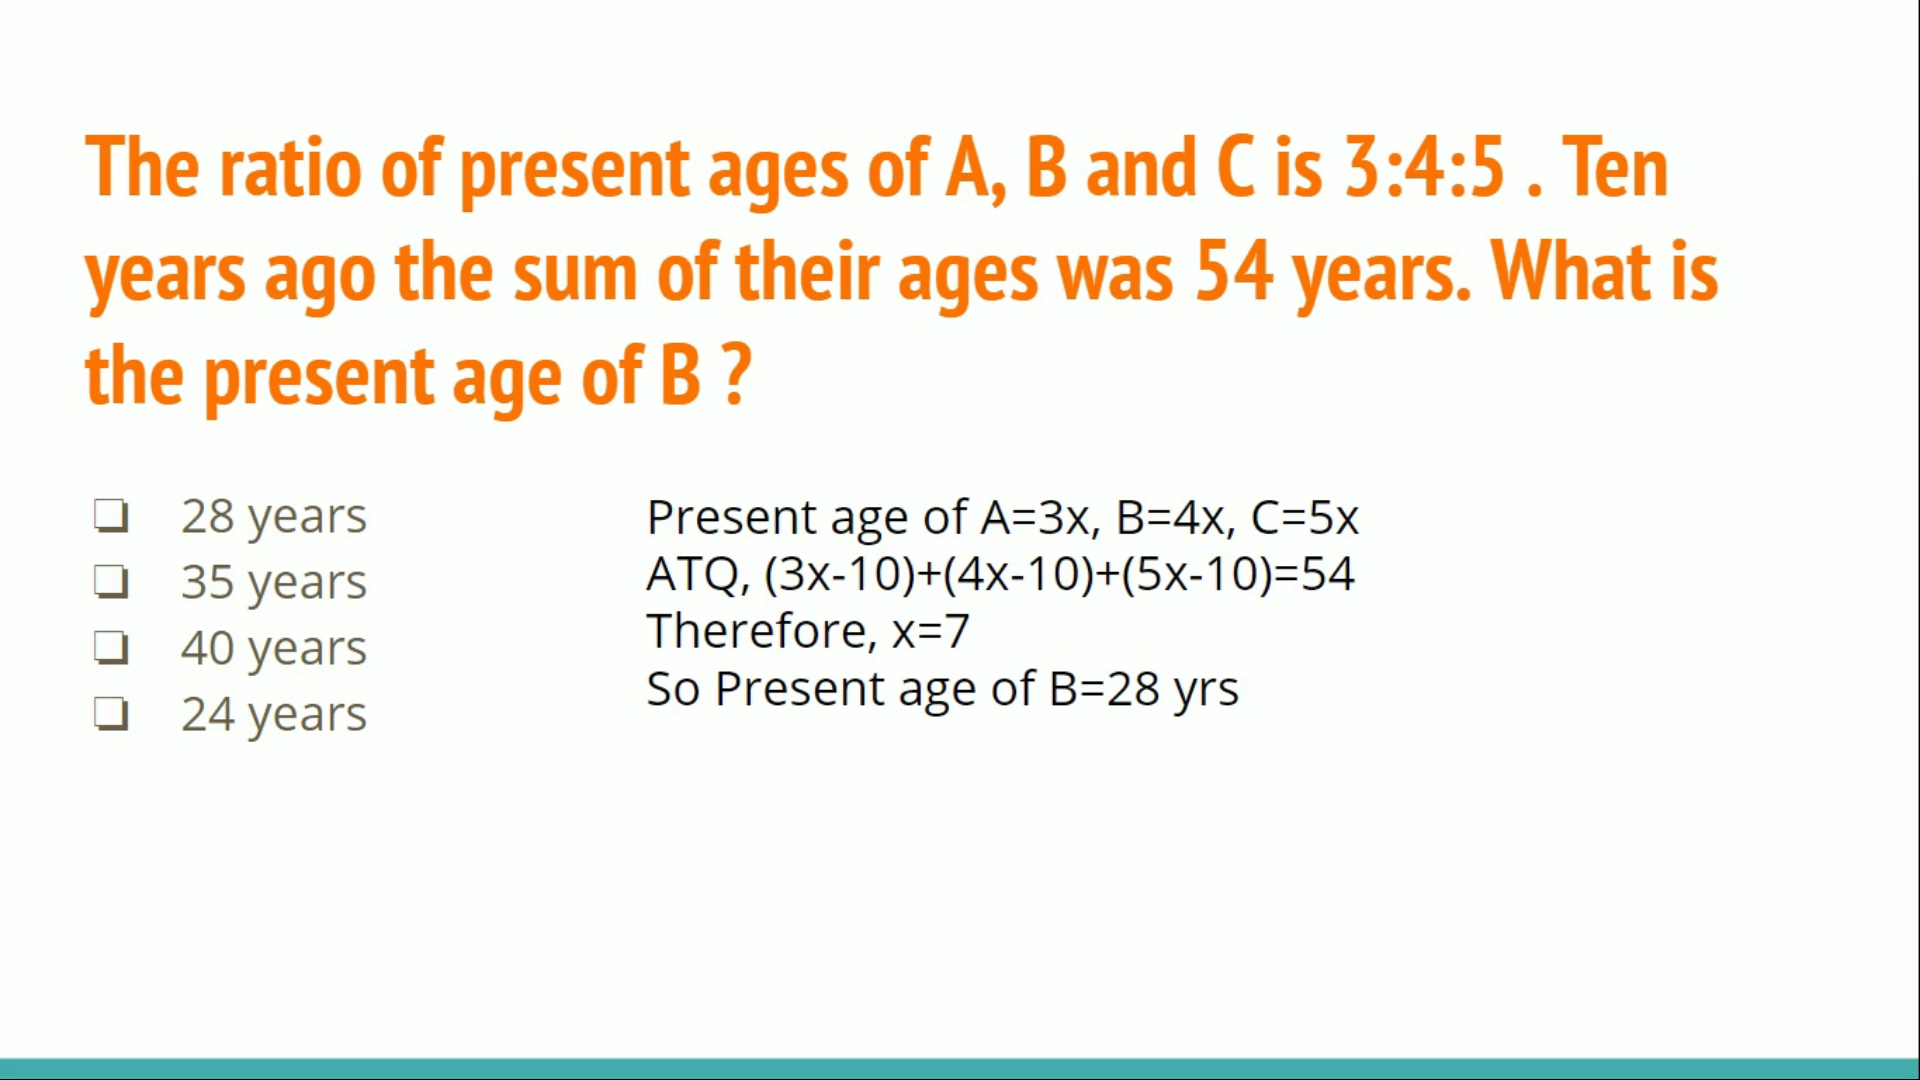 The ratio of present ages of A, B and C is 3:4:5 . Ten
years ago the sum of their ages was 54 years. What is
the present age of B ?
❏ 28 years
❏ 35 years
❏ 40 years
❏ 24 years
Present age of A=3x, B=4x, C=5x
ATQ, (3x-10)+(4x-10)+(5x-10)=54
Therefore, x=7
So Present age of B=28 yrs